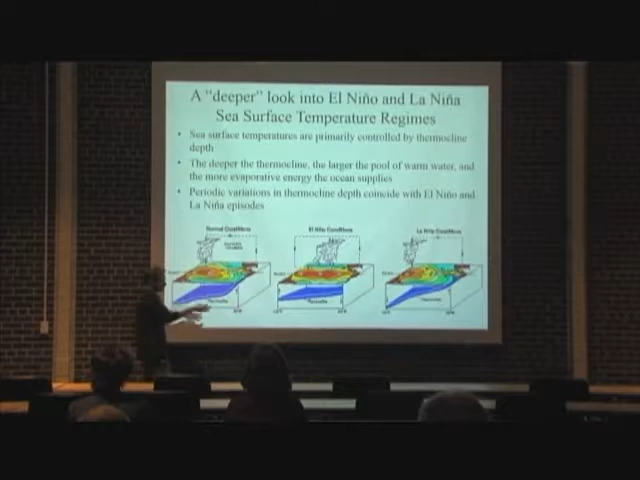 A "deeper" look into El Niño and La Niña
Sea Surface Temperature Regimes
• Sea surface temperatures are primarily controlled by thermocline
depth
• The deeper the thermocline, the larger the pool of warm water, and
the more evaporative energy the ocean supplies
• Periodic variations in thermocline depth coincide with El Niño and
La Niña episodes
Normal Conditions
El Niño Conditions
La Niña Conditions